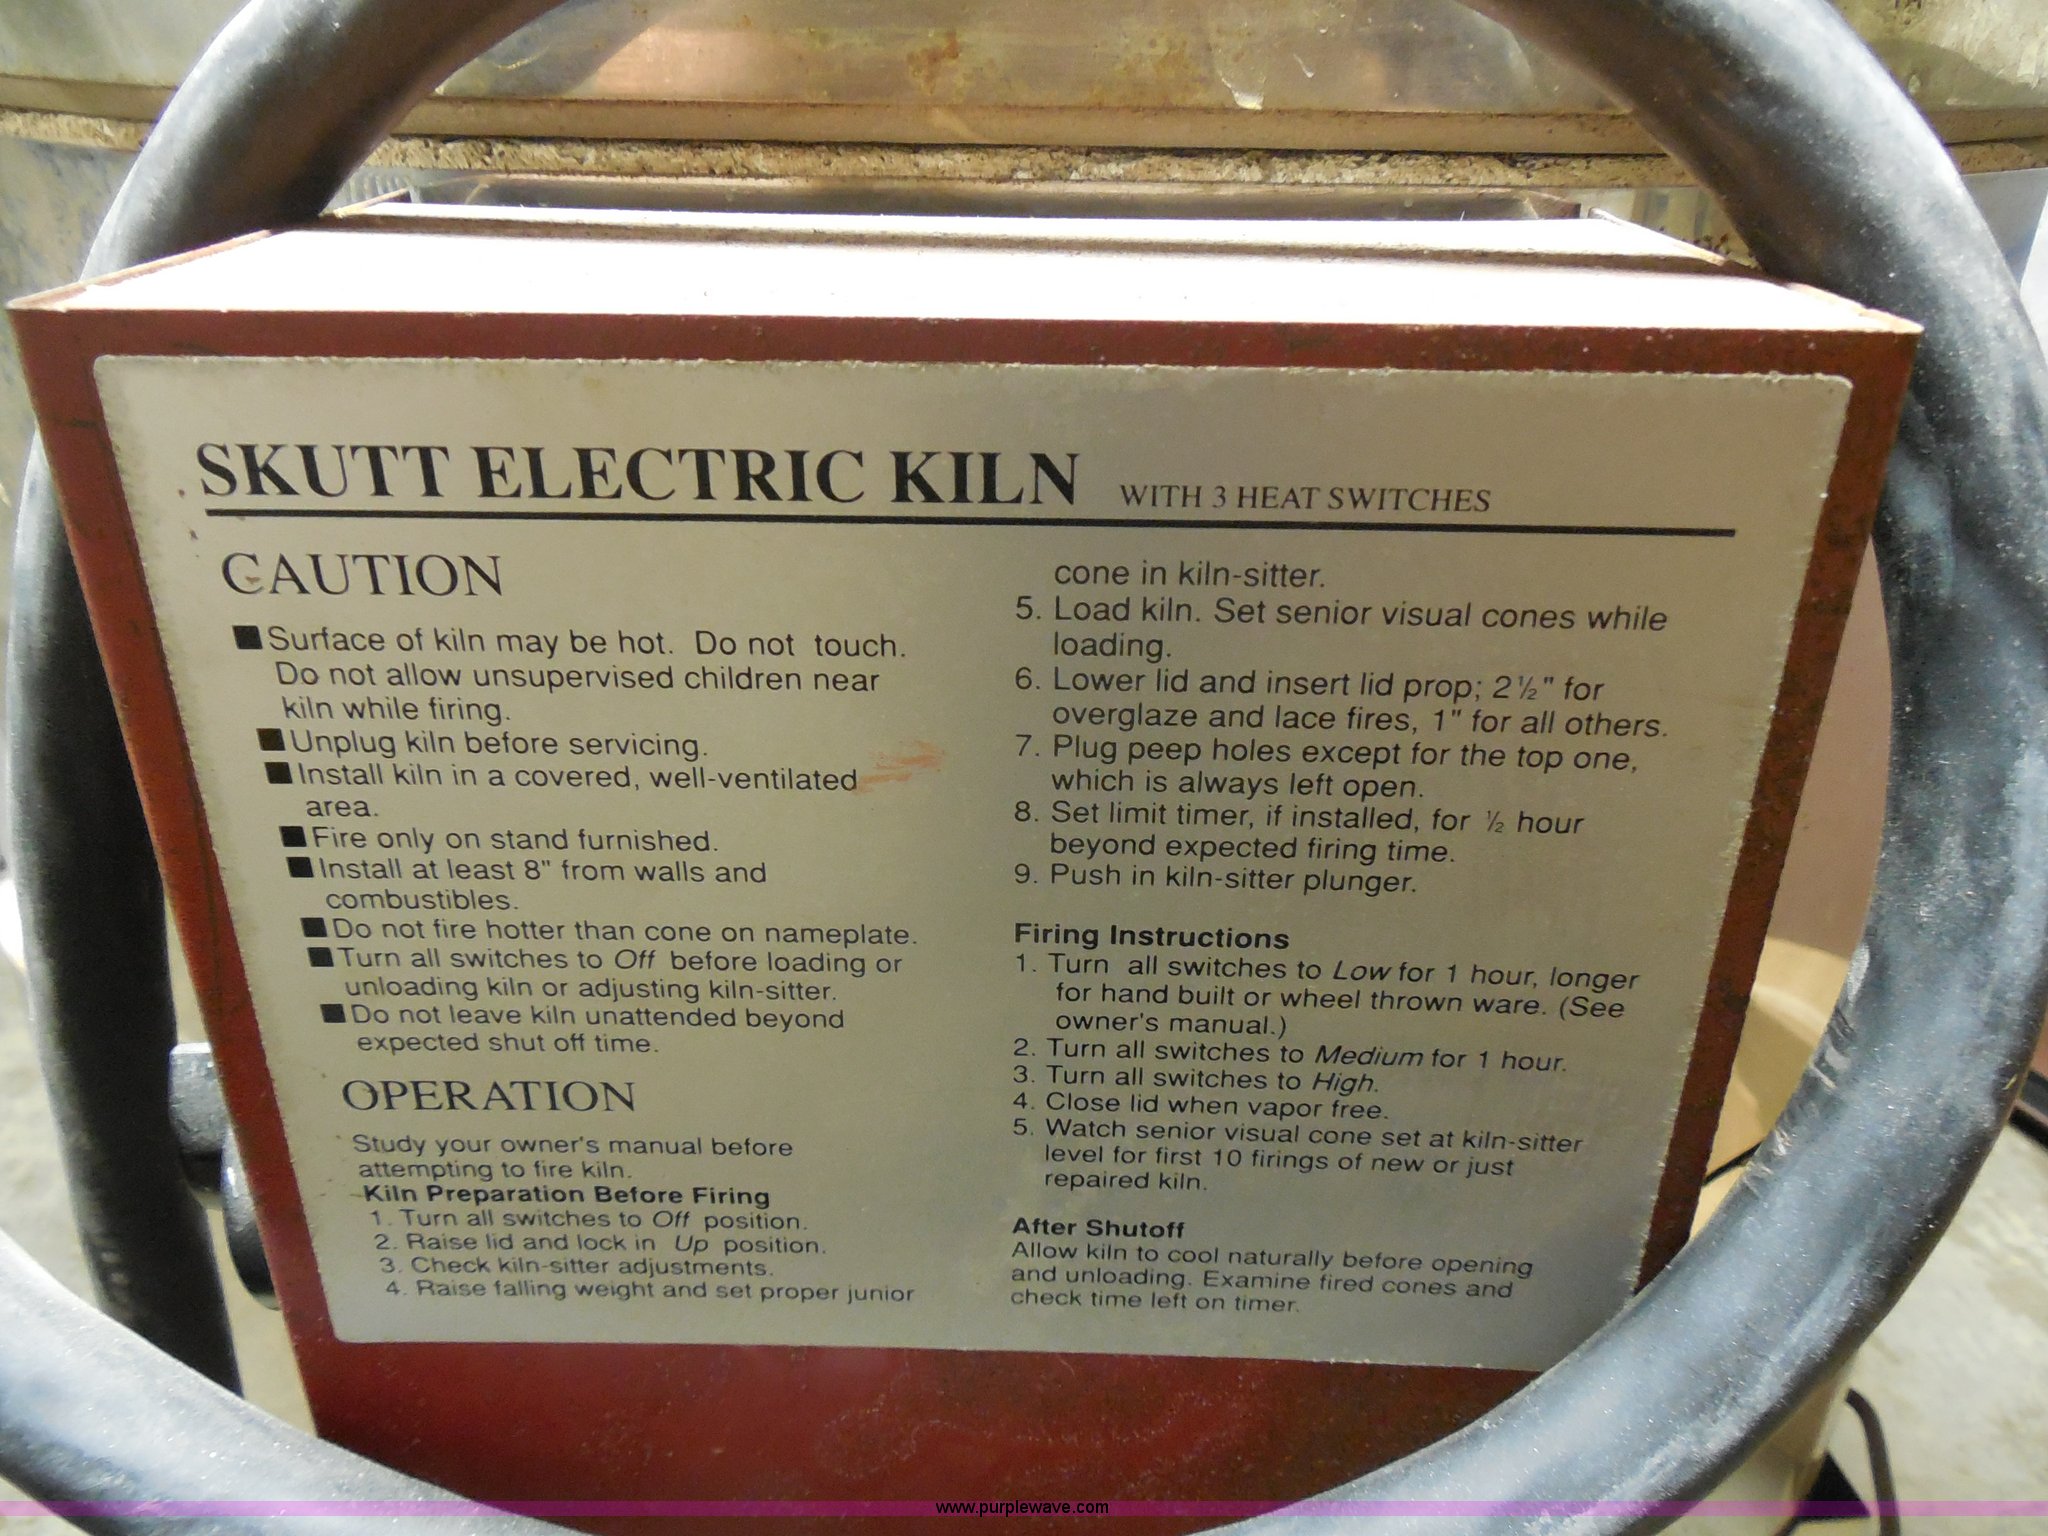 SKUTT ELECTRIC KILN WITH 3 HEAT SWITCHES
CAUTION
■ Surface of kiln may be hot. Do not touch.
Do not allow unsupervised children near
kiln while firing.
■ Unplug kiln before servicing.
■ Install kiln in a covered, well-ventilated
area.
■ Fire only on stand furnished.
■ Install at least 8" from walls and
combustibles.
■ Do not fire hotter than cone on nameplate.
■ Turn all switches to Off before loading or
unloading kiln or adjusting kiln-sitter.
■ Do not leave kiln unattended beyond
expected shut off time.
OPERATION
Study your owner's manual before
attempting to fire kiln.
Kiln Preparation Before Firing
1. Turn all switches to Off position.
2. Raise lid and lock in Up position.
3. Check kiln-sitter adjustments.
4. Raise falling weight and set proper junior
cone in kiln-sitter.
5. Load kiln. Set senior visual cones while
loading.
6. Lower lid and insert lid prop; 2½" for
overglaze and lace fires, 1" for all others.
7. Plug peep holes except for the top one,
which is always left open.
8. Set limit timer, if installed, for ½ hour
beyond expected firing time.
9. Push in kiln-sitter plunger.
Firing Instructions
1. Turn all switches to Low for 1 hour, longer
for hand built or wheel thrown ware. (See
owner's manual.)
2. Turn all switches to Medium for 1 hour.
3. Turn all switches to High.
4. Close lid when vapor free.
5. Watch senior visual cone set at kiln-sitter
level for first 10 firings of new or just
repaired kiln.
After Shutoff
Allow kiln to cool naturally before opening
and unloading. Examine fired cones and
check time left on timer.
www.purplewave.com